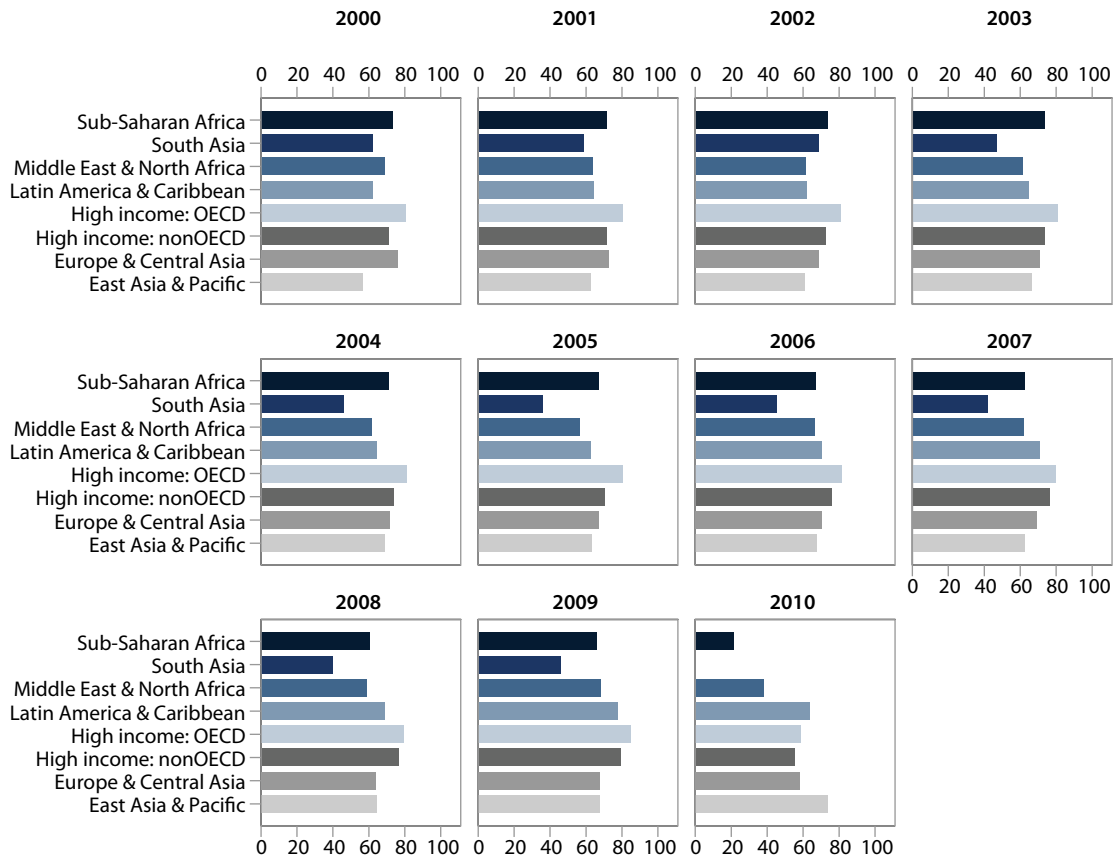 2000 2001 2002 2003
0 20 40 60 80 100 0 20 40 60 80 100 0 20 40 60 80 100 0 20 40 60 80 100
Sub-Saharan Africa
South Asia
Middle East & North Africa
Latin America & Caribbean
High income: OECD
High income: nonOECD
Europe & Central Asia
East Asia & Pacific
2004 2005 2006 2007
Sub-Saharan Africa
South Asia
Middle East & North Africa
Latin America & Caribbean
High income: OECD
High income: nonOECD
Europe & Central Asia
East Asia & Pacific
0 20 40 60 80 100
2008 2009 2010
Sub-Saharan Africa
South Asia
Middle East & North Africa
Latin America & Caribbean
High income: OECD
High income: nonOECD
Europe & Central Asia
East Asia & Pacific
0 20 40 60 80 100 0 20 40 60 80 100 0 20 40 60 80 100